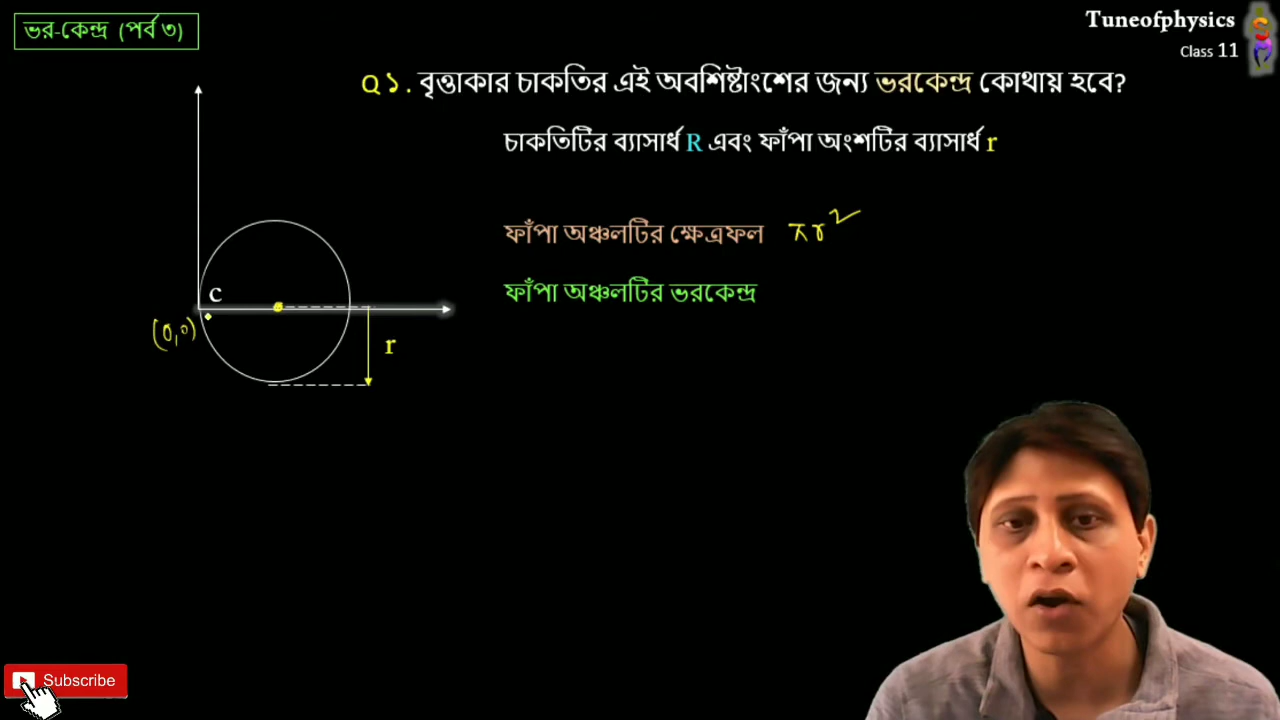 ভর-কেন্দ্র (পর্ব ৩)
Tuneofphysics
Class 11
Q১. বৃত্তাকার চাকতির এই অবশিষ্টাংশের জন্য ভরকেন্দ্র কোথায় হবে?
চাকতিটির ব্যাসার্ধ R এবং ফাঁপা অংশটির ব্যাসার্ধ r
ফাঁপা অঞ্চলটির ক্ষেত্রফল πr²
ফাঁপা অঞ্চলটির ভরকেন্দ্র
C
(0,0)
r
Subscribe